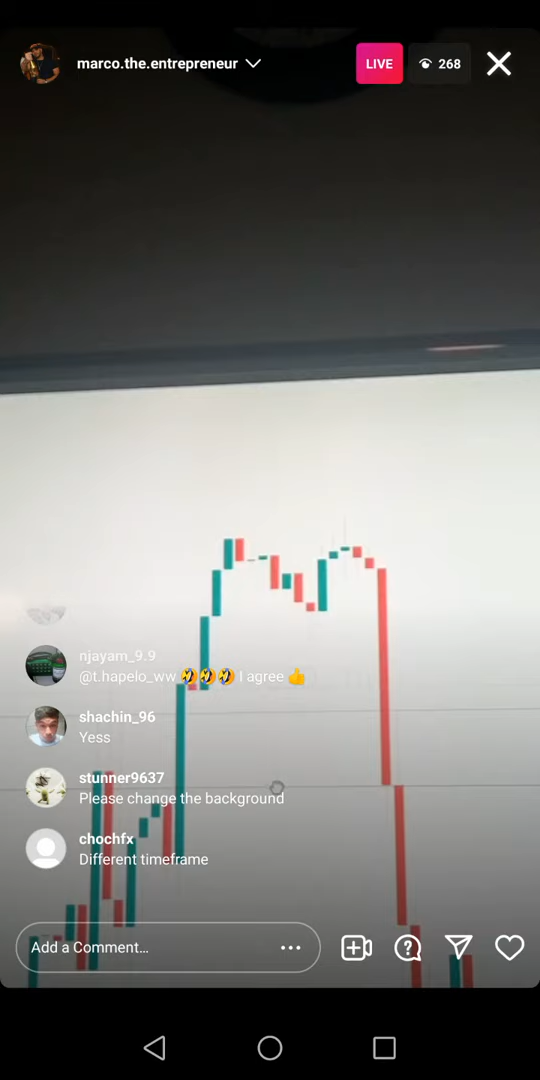 marco.the.entrepreneur
LIVE
268
njayam_9.9
@t.hapelo_ww 🤣🤣🤣 I agree 👍
shachin_96
Yess
stunner9637
Please change the background
chochfx
Different timeframe
Add a Comment...